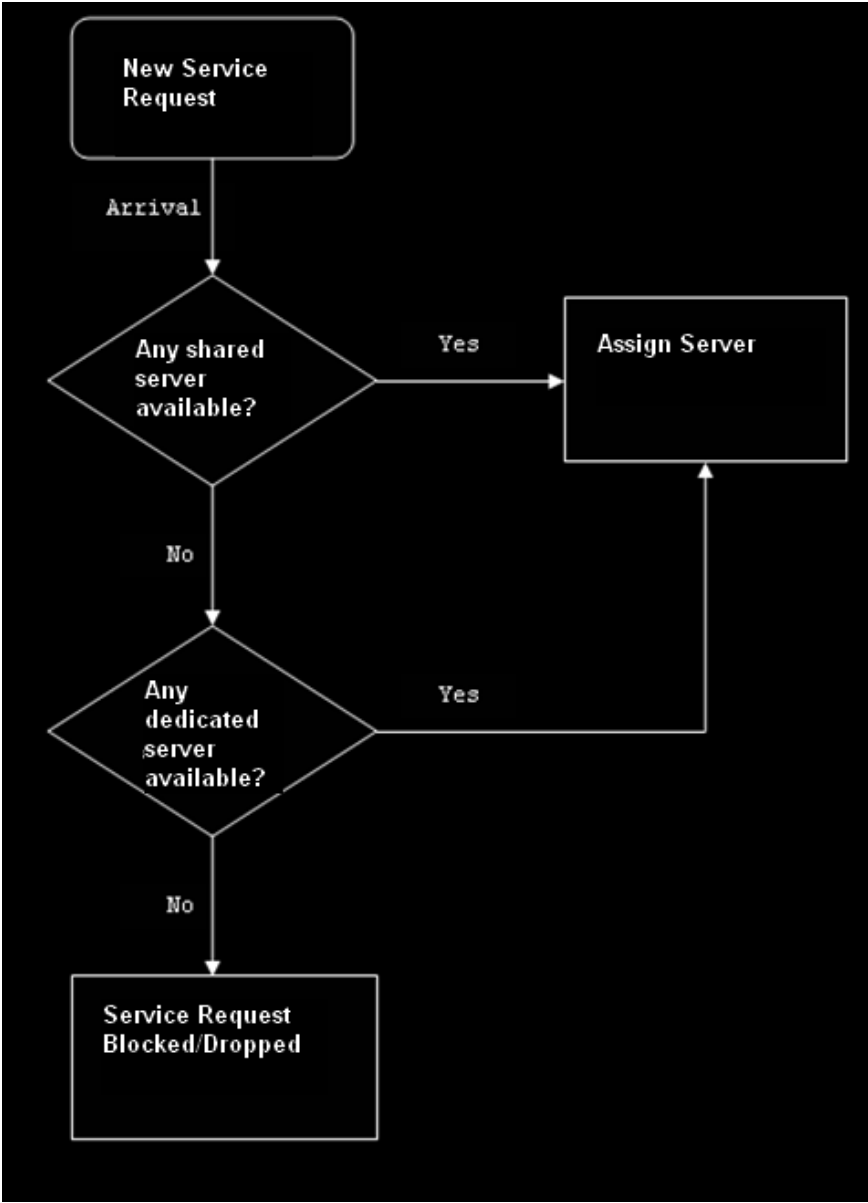 New Service
Request
Arrival
Any shared
server
available?
Yes
Assign Server
No
Any
dedicated
server
available?
Yes
No
Service Request
Blocked/Dropped